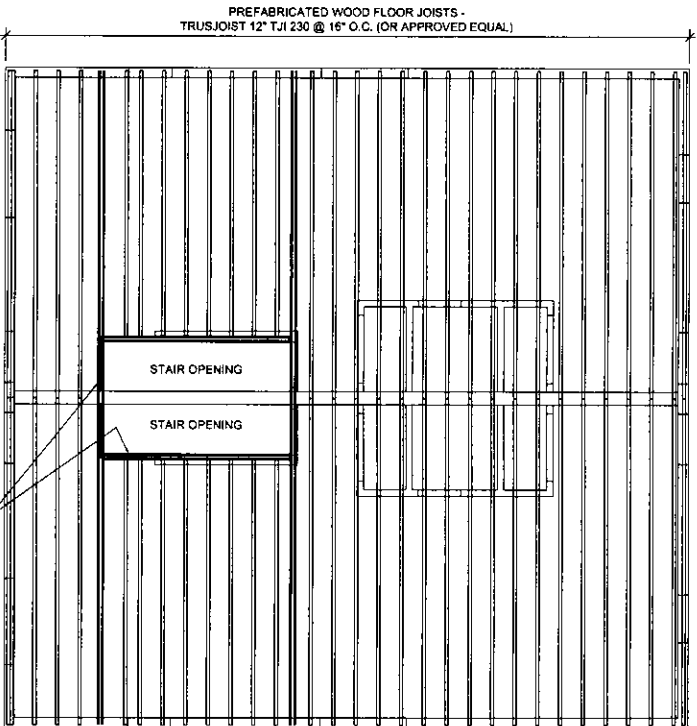 PREFABRICATED WOOD FLOOR JOISTS -
TRUSJOIST 12" TJI 230 @ 16" O.C. (OR APPROVED EQUAL)
STAIR OPENING
STAIR OPENING